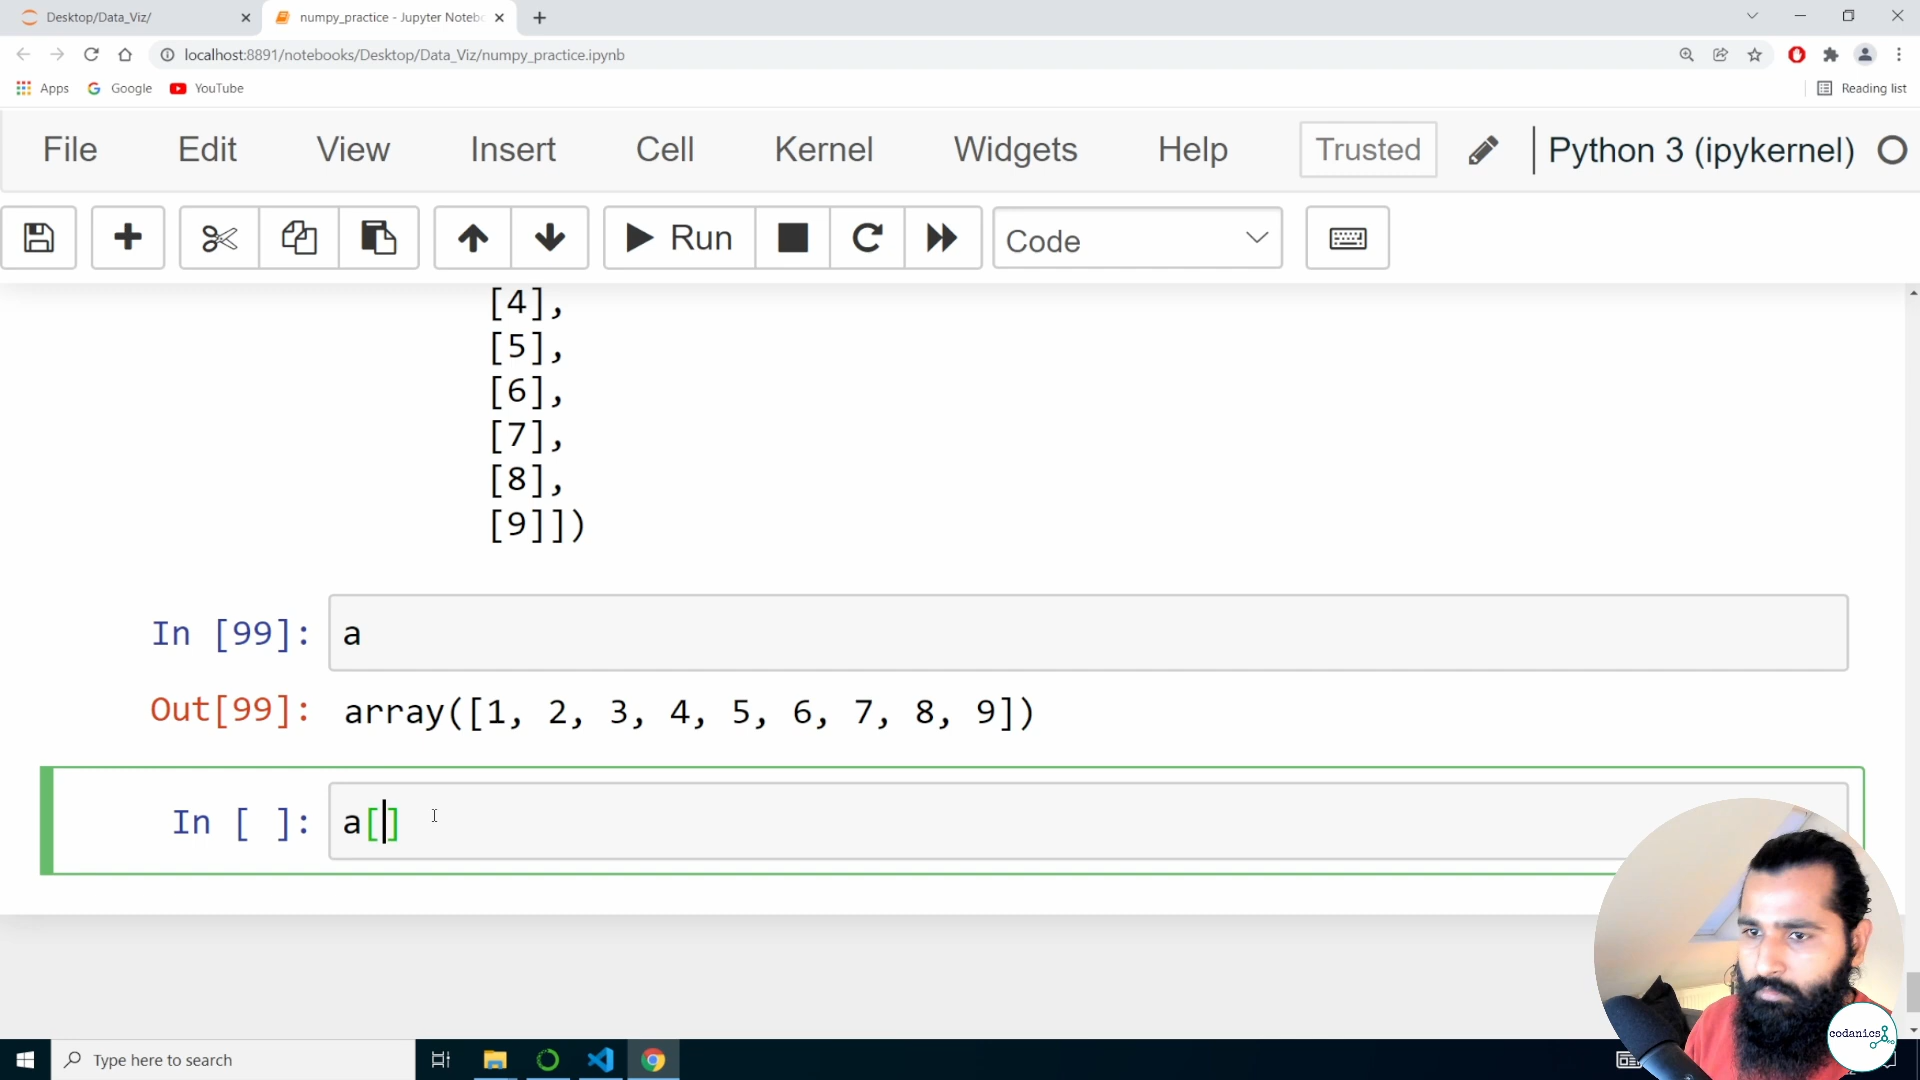 Desktop/Data_Viz/
numpy_practice - Jupyter Noteb
localhost:8891/notebooks/Desktop/Data_Viz/numpy_practice.ipynb
Apps Google YouTube Reading list
File Edit View Insert Cell Kernel Widgets Help Trusted Python 3 (ipykernel)
Run Code
[4],
[5],
[6],
[7],
[8],
[9]])
In [99]: a
Out[99]: array([1, 2, 3, 4, 5, 6, 7, 8, 9])
In [ ]: a[]
codanics
Type here to search